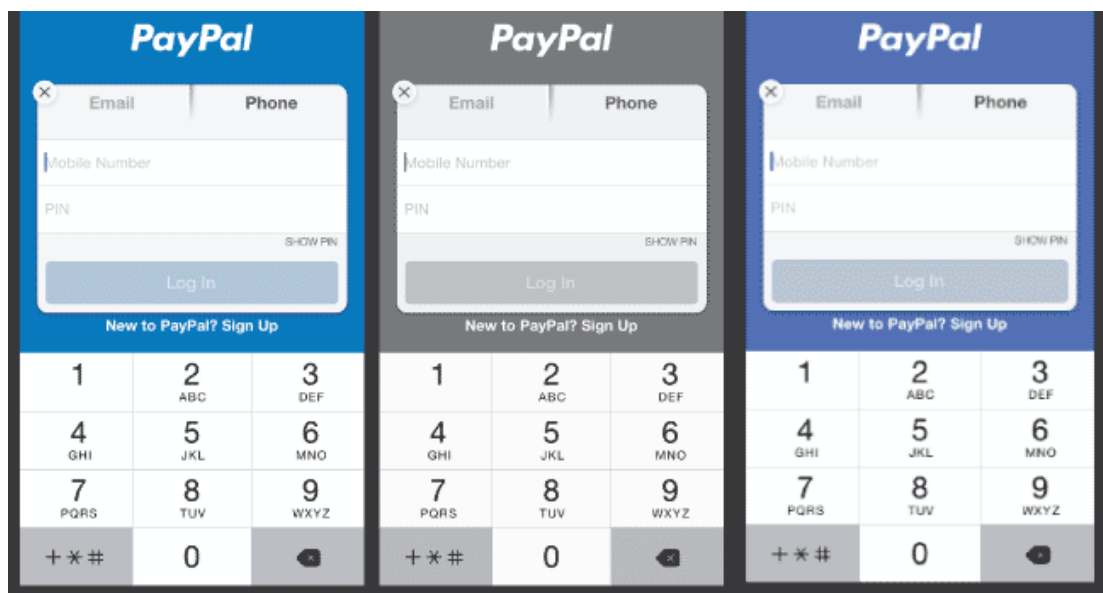 PayPal
Email Phone
Mobile Number
PIN
SHOW PIN
Log In
New to PayPal? Sign Up
1 2 3
ABC DEF
4 5 6
GHI JKL MNO
7 8 9
PQRS TUV WXYZ
+*# 0
PayPal
Email Phone
Mobile Number
PIN
SHOW PIN
Log In
New to PayPal? Sign Up
1 2 3
ABC DEF
4 5 6
GHI JKL MNO
7 8 9
PQRS TUV WXYZ
+*# 0
PayPal
Email Phone
Mobile Number
PIN
SHOW PIN
Log In
New to PayPal? Sign Up
1 2 3
ABC DEF
4 5 6
GHI JKL MNO
7 8 9
PQRS TUV WXYZ
+*# 0